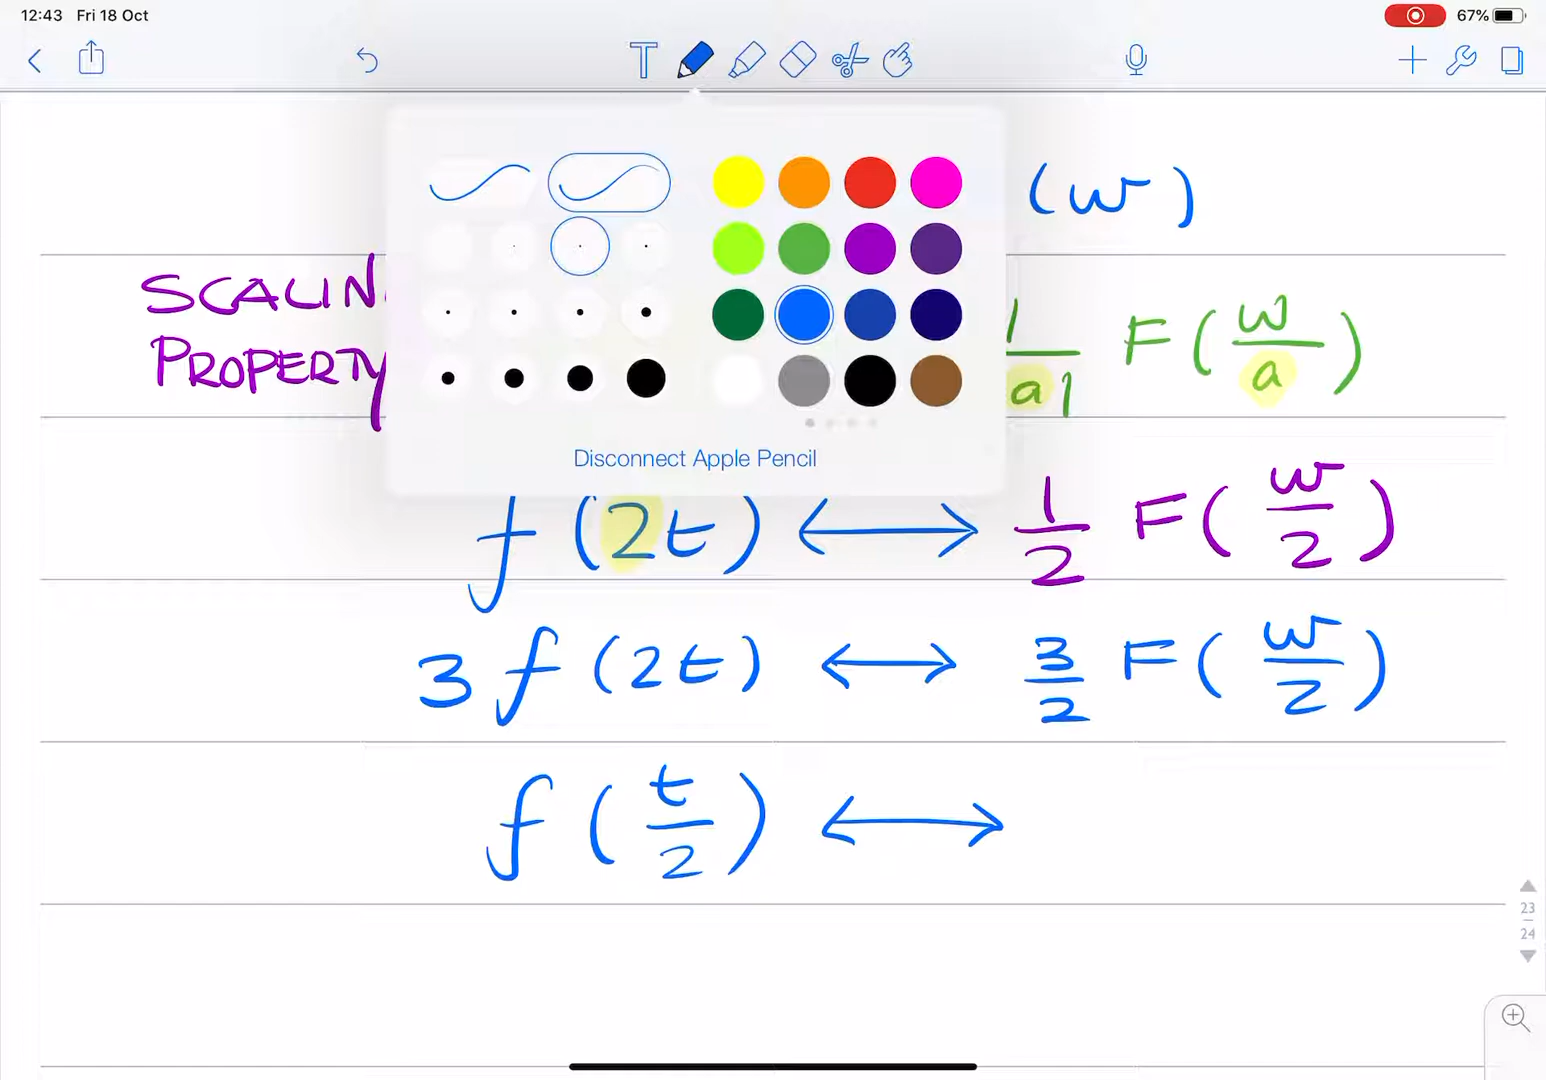 12:43 Fri 18 Oct 67%
T
(w)
SCALIN
PROPERTY
1/|a| F(w/a)
Disconnect Apple Pencil
f(2t) ⟷ 1/2 F(w/2)
3f(2t) ⟷ 3/2 F(w/2)
f(t/2) ⟷
23
24